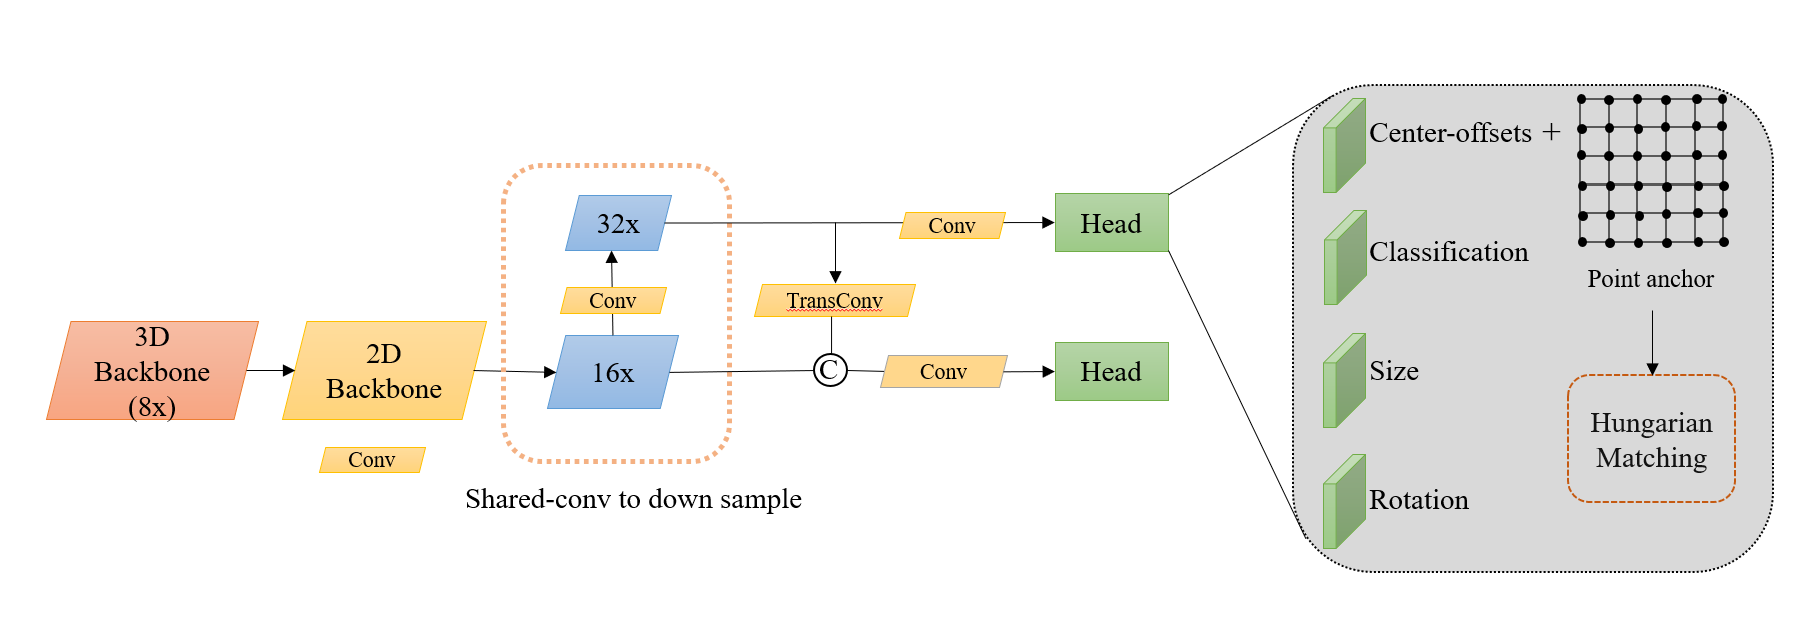 3D
Backbone
(8x)
2D
Backbone
Conv
32x
Conv
16x
Shared-conv to down sample
TransConv
C
Conv
Conv
Head
Head
Center-offsets +
Classification
Size
Rotation
Point anchor
Hungarian
Matching